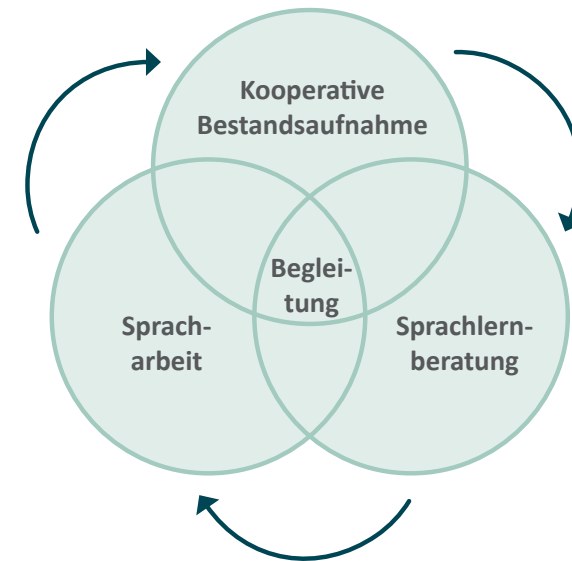 Kooperative
Bestandsaufnahme
Beglei-
tung
Sprach-
arbeit
Sprachlern-
beratung